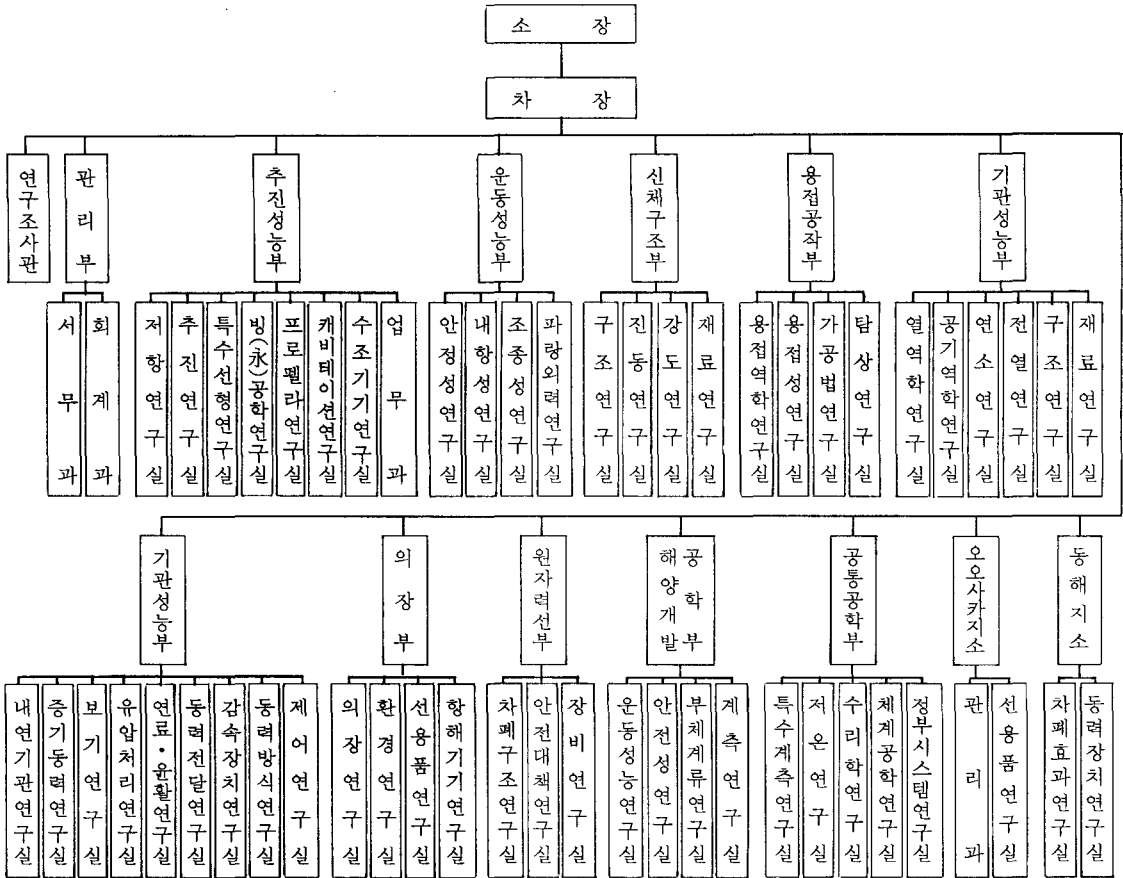 소 장
차 장
연구조사관
관리부
추진성능부
운동성능부
신채구조부
용접공작부
기관성능부
서무과
회계과
저항연구실
추진연구실
특수선형연구실
빙(永)공학연구실
프로펠라연구실
캐비테이션연구실
수조기기연구실
업무과
안정성연구실
내항성연구실
조종성연구실
파랑외력연구실
구조연구실
진동연구실
강도연구실
재료연구실
용접역학연구실
용접성연구실
가공법연구실
탐상연구실
열역학연구실
공기역학연구실
연소연구실
전열연구실
구조연구실
재료연구실
기관성능부
의장부
원자력선부
해양개발
공학부
공통공학부
오오사카지소
동해지소
내연기관연구실
증기동력연구실
보기연구실
유압처리연구실
연료·윤활연구실
동력전달연구실
감속장치연구실
동력방식연구실
제어연구실
의장연구실
환경연구실
선용품연구실
항해기기연구실
차폐구조연구실
안전대책연구실
장비연구실
운동성능연구실
안전성연구실
부체계류연구실
계측연구실
특수계측연구실
저온연구실
수리학연구실
체계공학연구실
정부시스템연구실
관리과
선용품연구실
차폐효과연구실
동력장치연구실